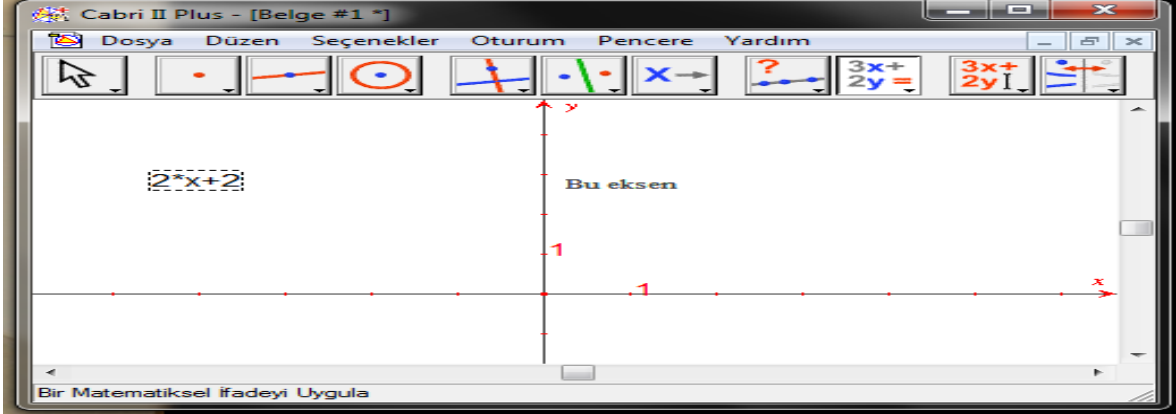 Cabri II Plus - [Belge #1 *]
Dosya Düzen Seçenekler Oturum Pencere Yardım
? 3x+ 3x+
x 2y = 2y
y
2*x+2
Bu eksen
1
1
x
Bir Matematiksel İfadeyi Uygula